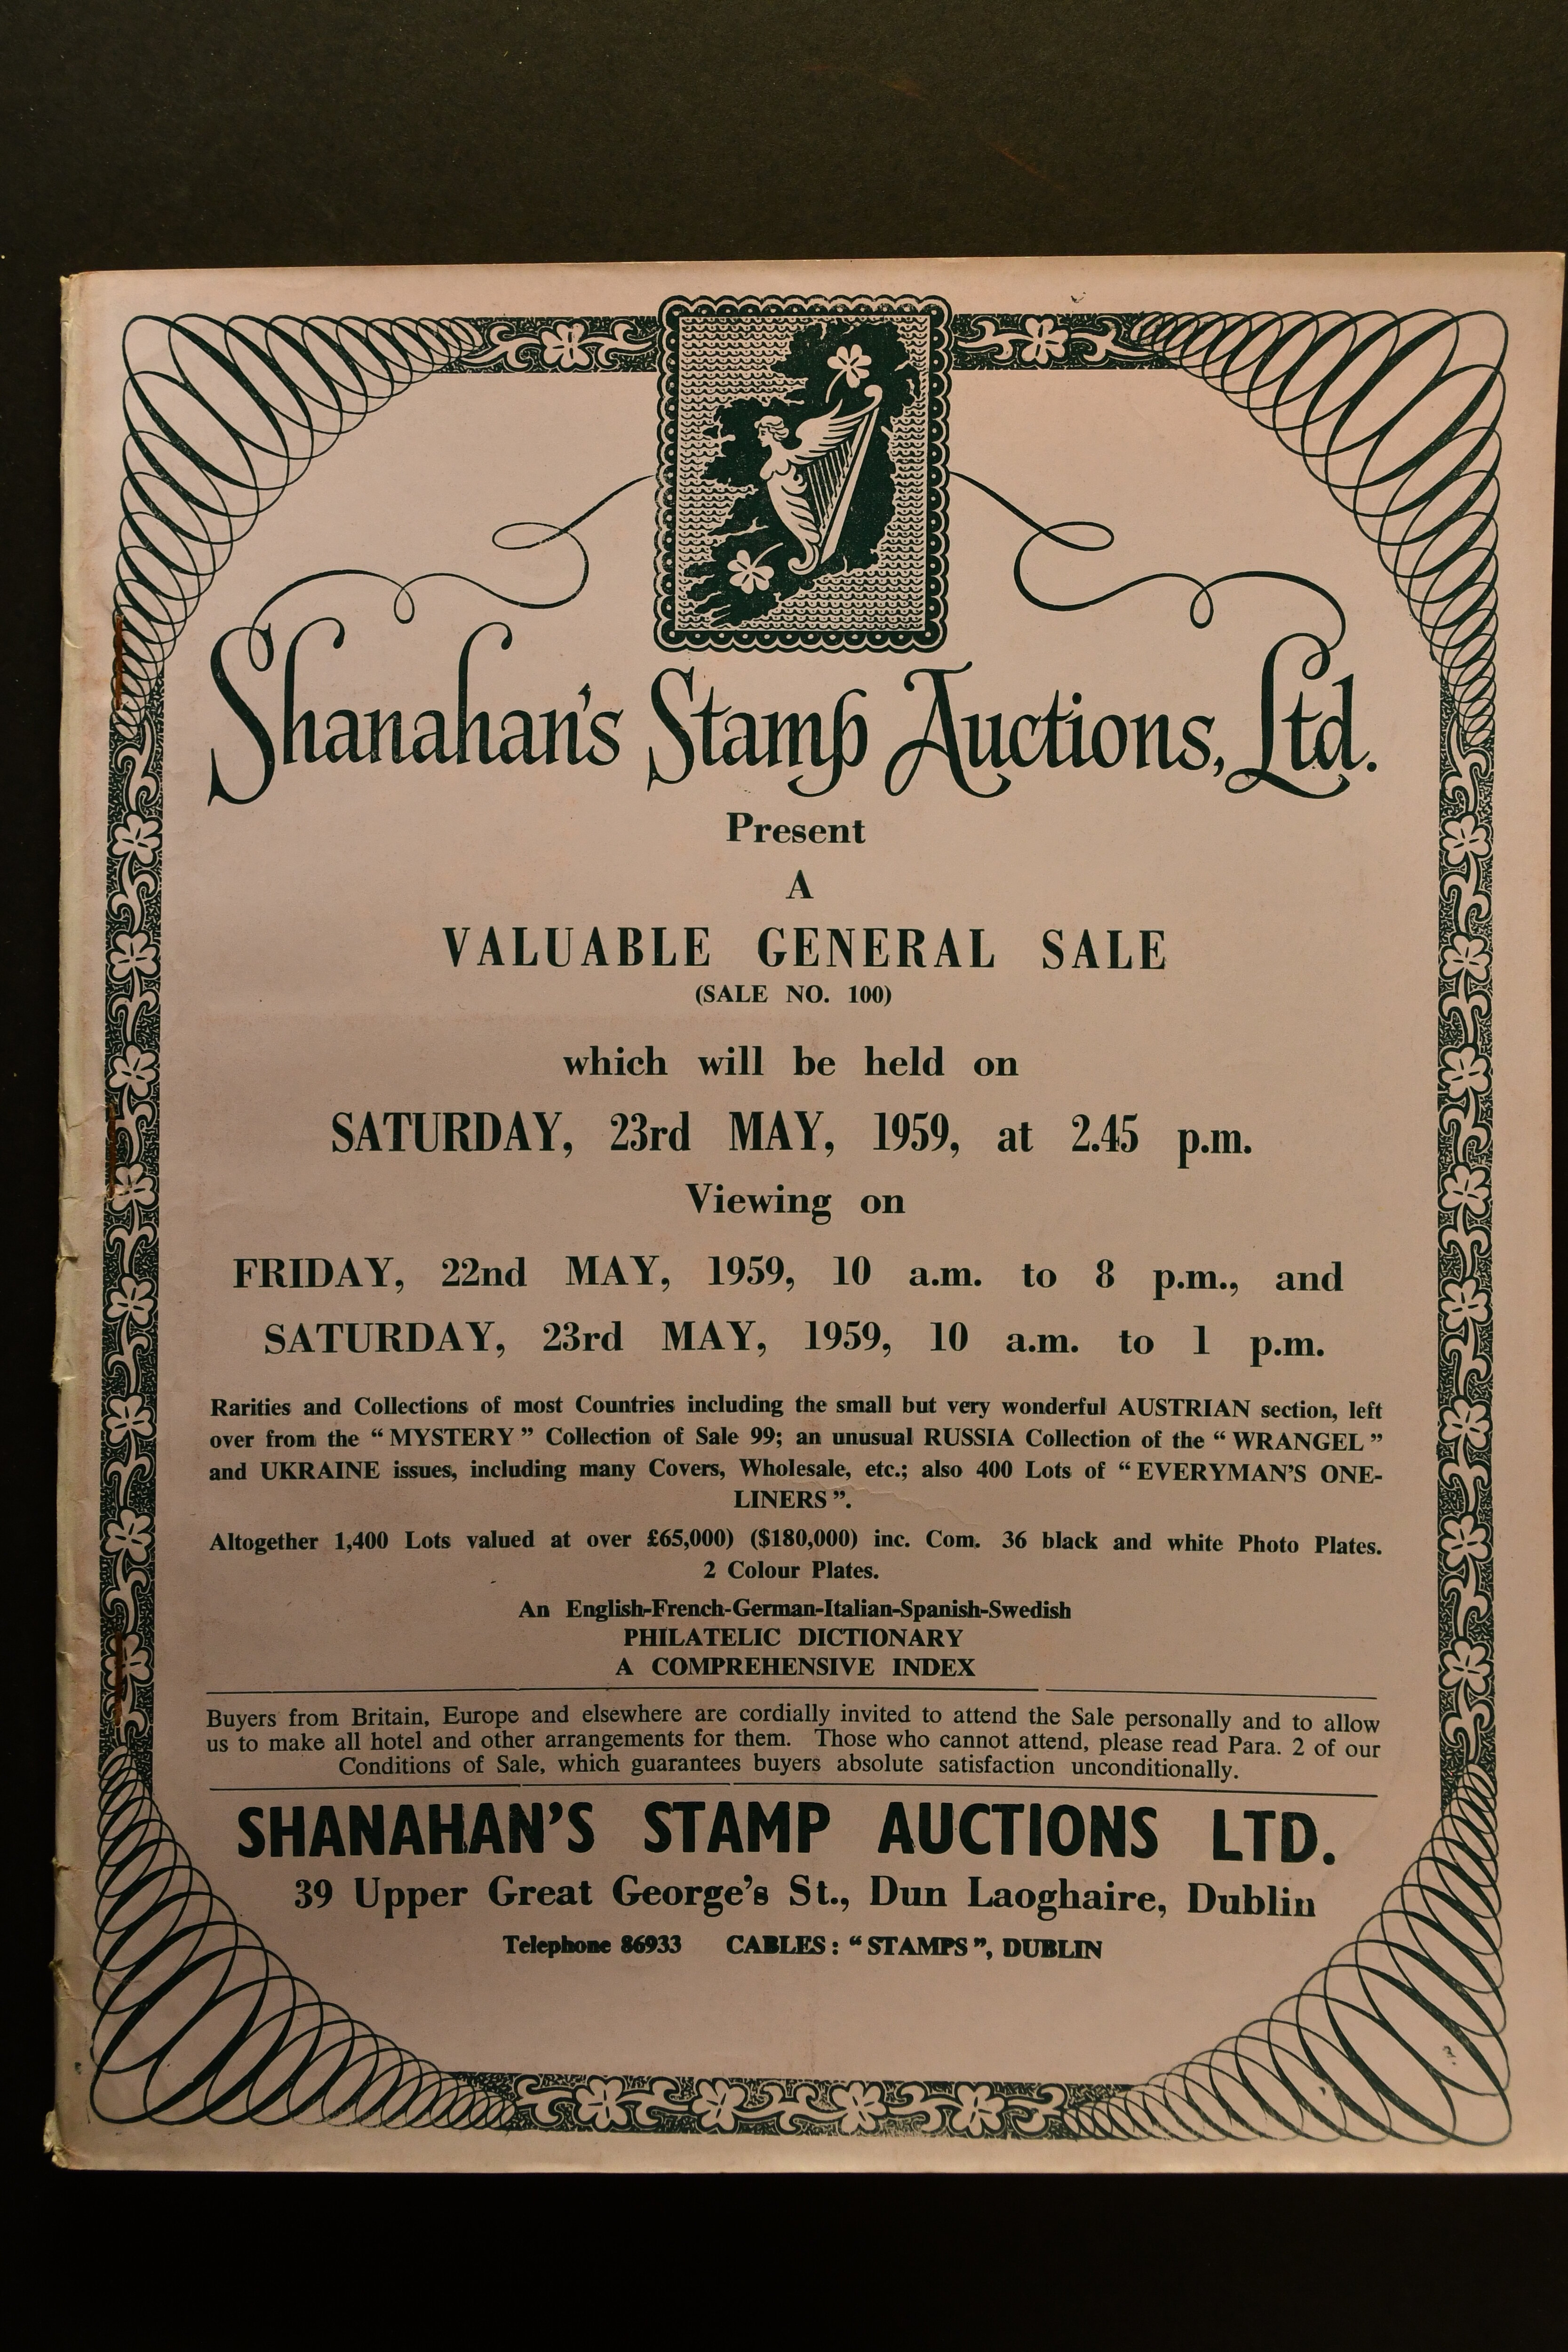 Shanahan's Stamp Auctions, Ltd.
Present
A
VALUABLE GENERAL SALE
(SALE NO. 100)
which will be held on
SATURDAY, 23rd MAY, 1959, at 2.45 p.m.
Viewing on
FRIDAY, 22nd MAY, 1959, 10 a.m. to 8 p.m., and
SATURDAY, 23rd MAY, 1959, 10 a.m. to 1 p.m.
Rarities and Collections of most Countries including the small but very wonderful AUSTRIAN section, left
over from the “MYSTERY” Collection of Sale 99; an unusual RUSSIA Collection of the “WRANGEL”
and UKRAINE issues, including many Covers, Wholesale, etc.; also 400 Lots of “EVERYMAN'S ONE-
LINERS”.
Altogether 1,400 Lots valued at over £65,000) ($180,000) inc. Com. 36 black and white Photo Plates.
2 Colour Plates.
An English-French-German-Italian-Spanish-Swedish
PHILATELIC DICTIONARY
A COMPREHENSIVE INDEX
Buyers from Britain, Europe and elsewhere are cordially invited to attend the Sale personally and to allow
us to make all hotel and other arrangements for them. Those who cannot attend, please read Para. 2 of our
Conditions of Sale, which guarantees buyers absolute satisfaction unconditionally.
SHANAHAN'S STAMP AUCTIONS LTD.
39 Upper Great George's St., Dun Laoghaire, Dublin
Telephone 86933 CABLES: “STAMPS”, DUBLIN